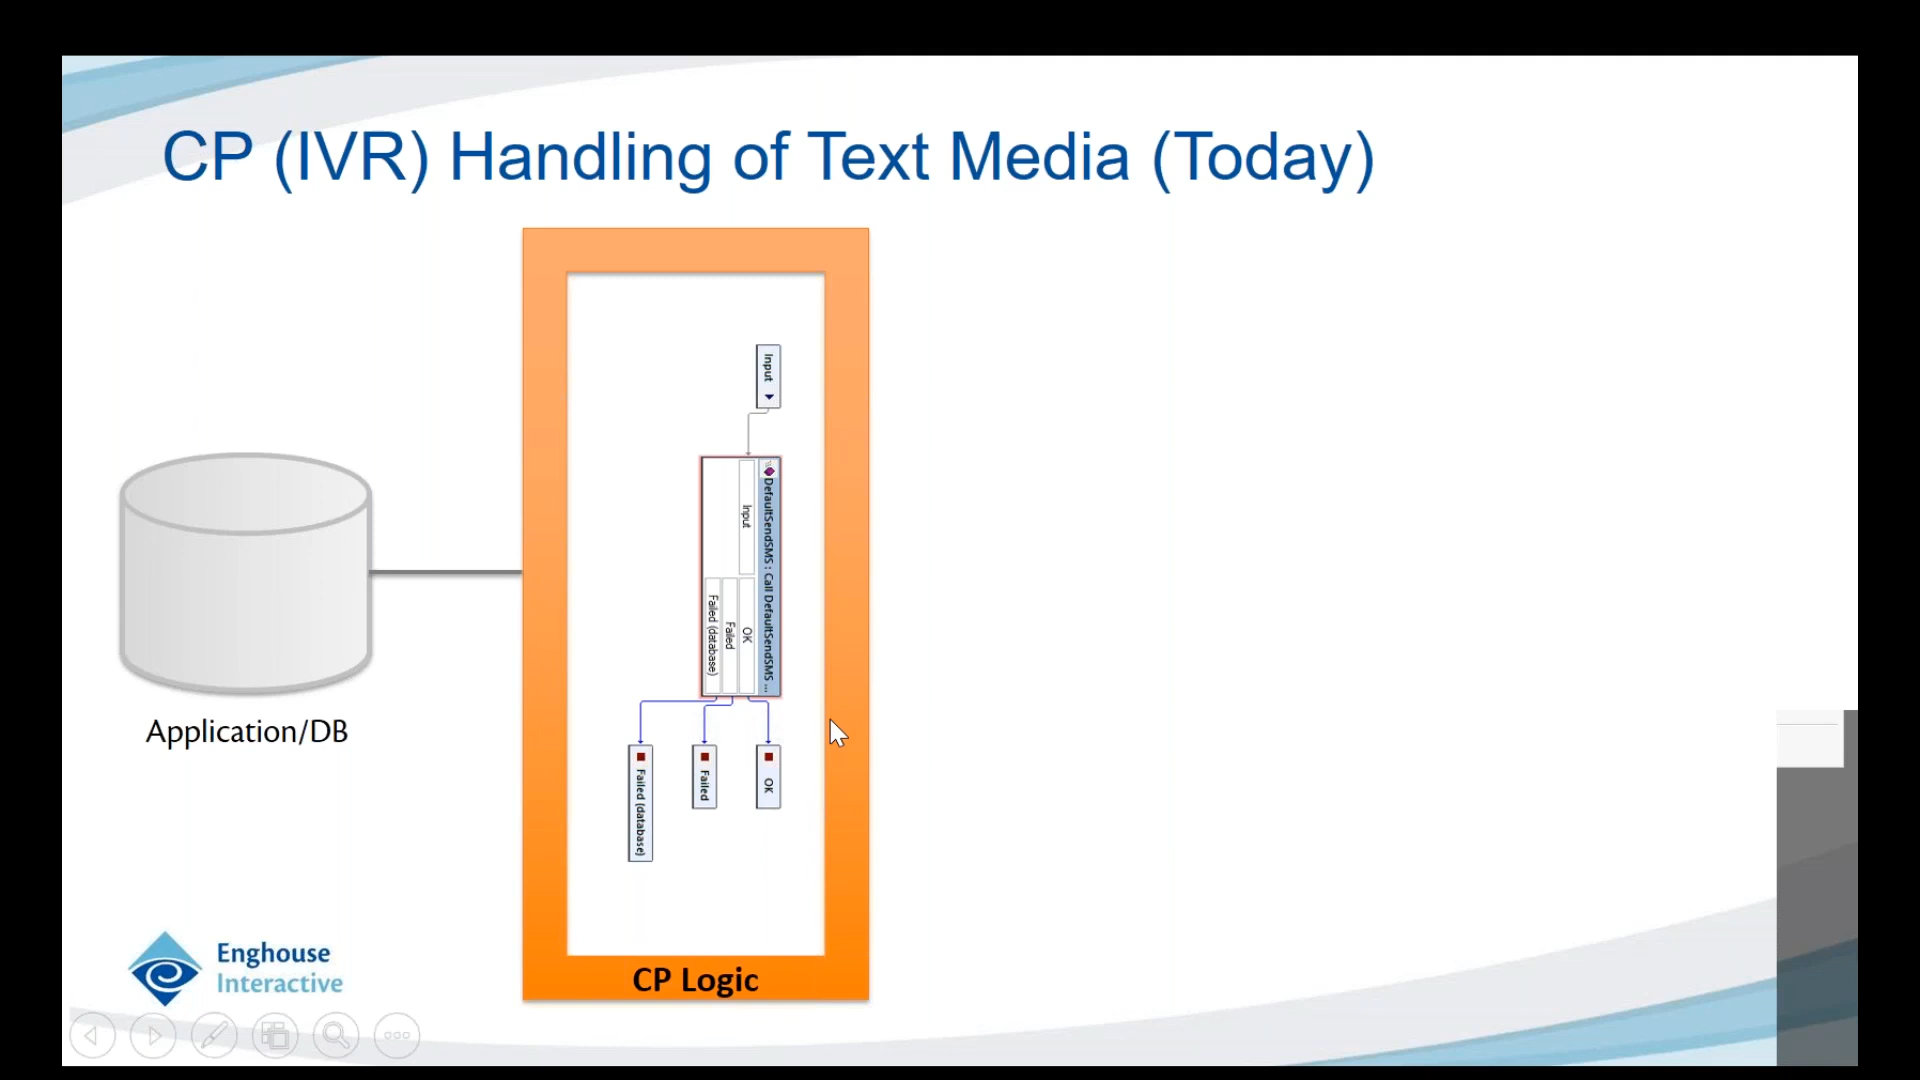 CP (IVR) Handling of Text Media (Today)
Input
DefaultSendSMS : Call DefaultSendSMS ...
Input
OK
Failed
Failed (database)
Failed (database)
Failed
OK
Application/DB
CP Logic
Enghouse
Interactive